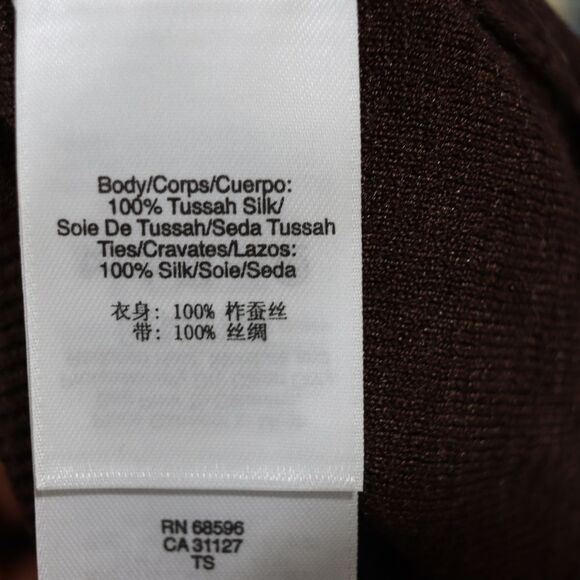 Body/Corps/Cuerpo:
100% Tussah Silk/
Soie De Tussah/Seda Tussah
Ties/Cravates/Lazos:
100% Silk/Soie/Seda
衣身: 100% 柞蚕丝
带: 100% 丝绸
RN 68596
CA 31127
TS